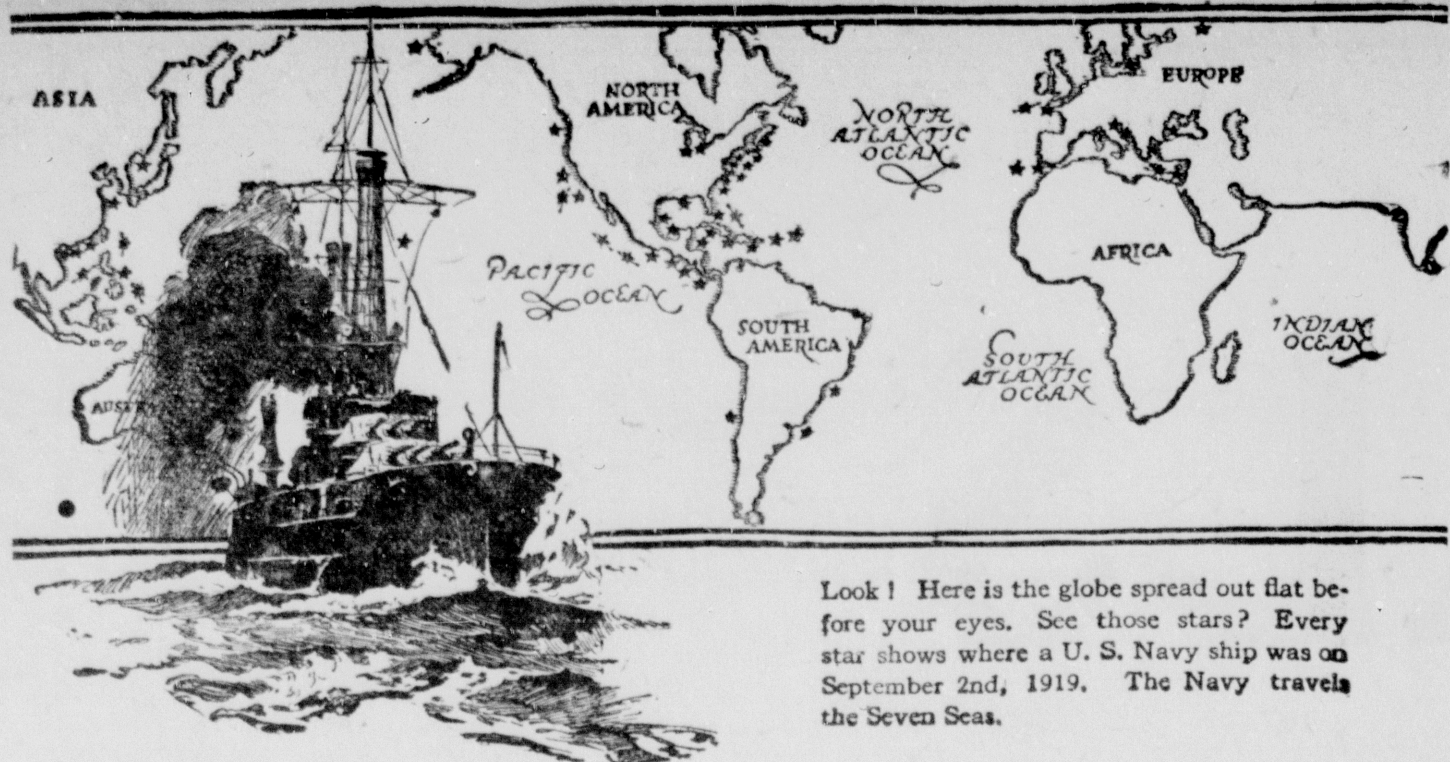 ASIA
NORTH
AMERICA
NORTH
ATLANTIC
OCEAN
EUROPE
PACIFIC
OCEAN
AFRICA
SOUTH
AMERICA
SOUTH
ATLANTIC
OCEAN
INDIAN
OCEAN
AUSTR
Look! Here is the globe spread out flat be-
fore your eyes. See those stars? Every
star shows where a U. S. Navy ship was on
September 2nd, 1919. The Navy travels
the Seven Seas.